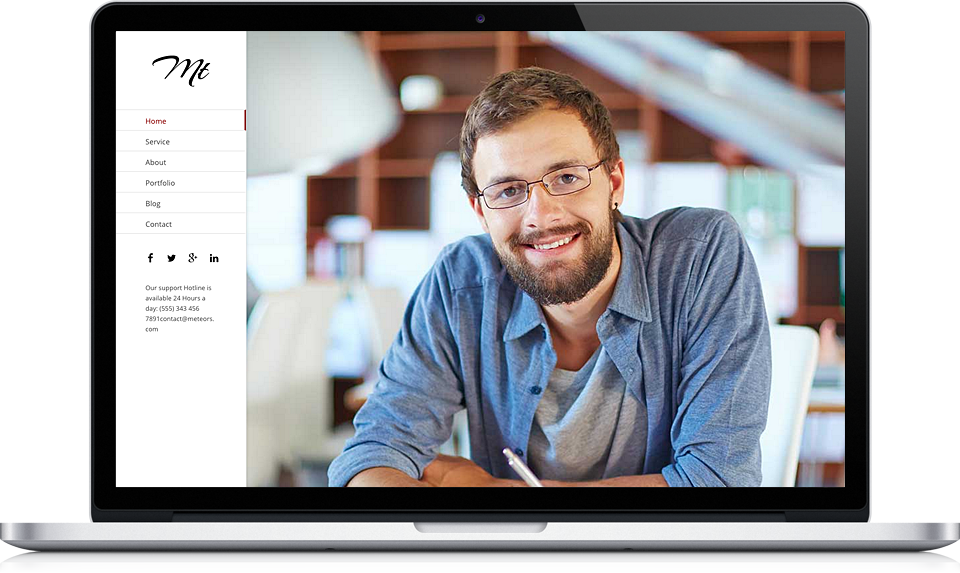 Mt
Home
Service
About
Portfolio
Blog
Contact
Our support Hotline is
available 24 Hours a
day: (555) 343 456
7891contact@meteors.
com